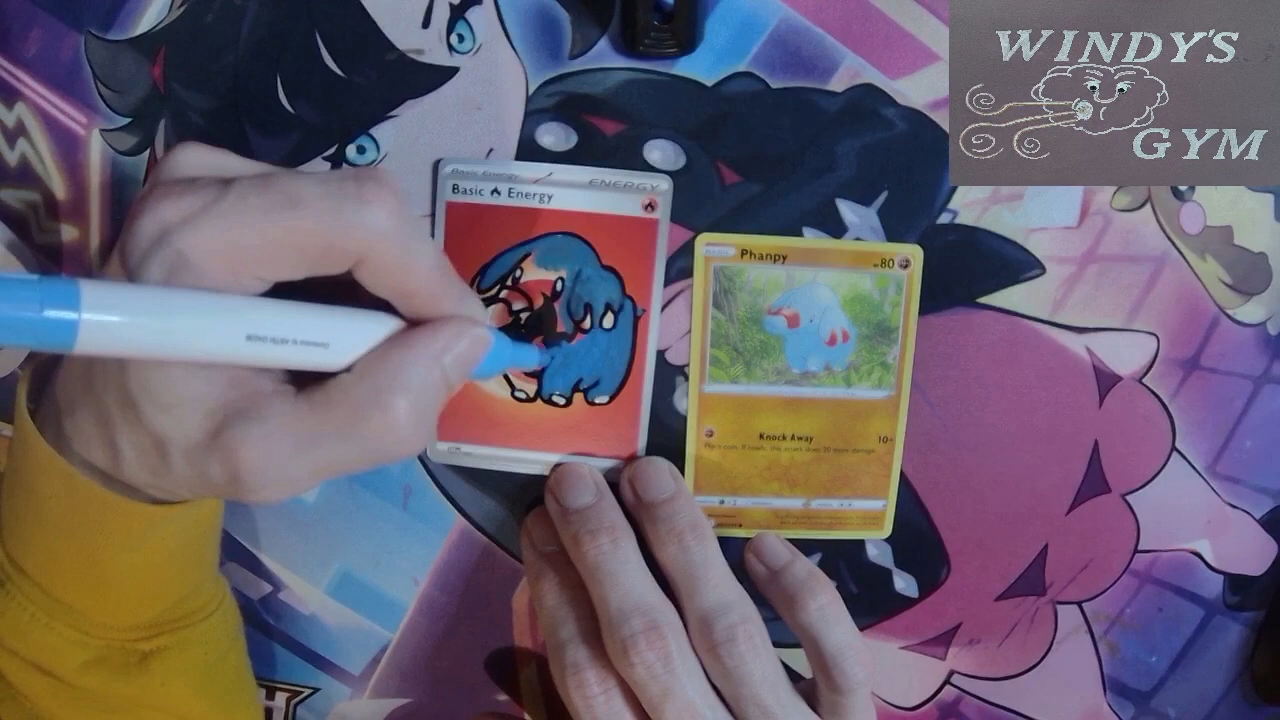 WINDY'S
GYM
Basic Energy
ENERGY
Basic Energy
Phanpy
80
Knock Away
10+
Flip a coin. If heads, this attack does 20 more damage.